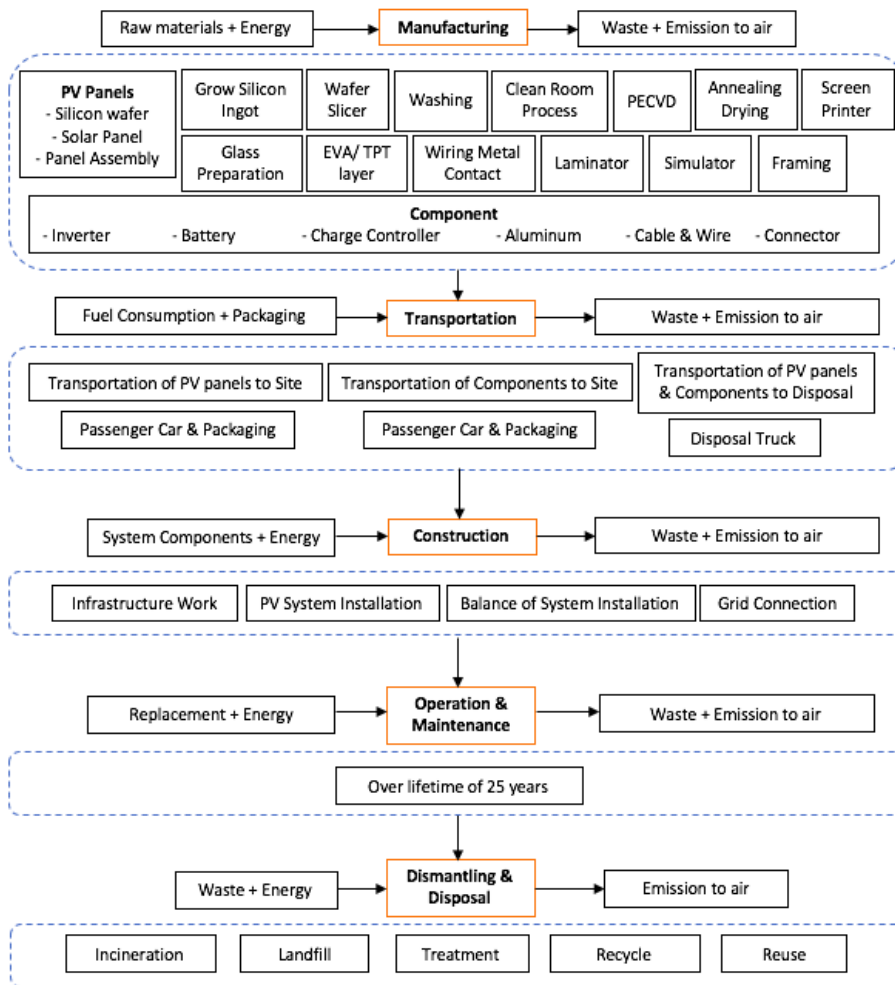 Raw materials + Energy
Manufacturing
Waste + Emission to air
PV Panels
- Silicon wafer
- Solar Panel
- Panel Assembly
Grow Silicon
Ingot
Wafer
Slicer
Washing
Clean Room
Process
PECVD
Annealing
Drying
Screen
Printer
Glass
Preparation
EVA/ TPT
layer
Wiring Metal
Contact
Laminator
Simulator
Framing
Component
- Inverter
- Battery
- Charge Controller
- Aluminum
- Cable & Wire
- Connector
Fuel Consumption + Packaging
Transportation
Waste + Emission to air
Transportation of PV panels to Site
Transportation of Components to Site
Transportation of PV panels
& Components to Disposal
Passenger Car & Packaging
Passenger Car & Packaging
Disposal Truck
System Components + Energy
Construction
Waste + Emission to air
Infrastructure Work
PV System Installation
Balance of System Installation
Grid Connection
Replacement + Energy
Operation &
Maintenance
Waste + Emission to air
Over lifetime of 25 years
Waste + Energy
Dismantling &
Disposal
Emission to air
Incineration
Landfill
Treatment
Recycle
Reuse